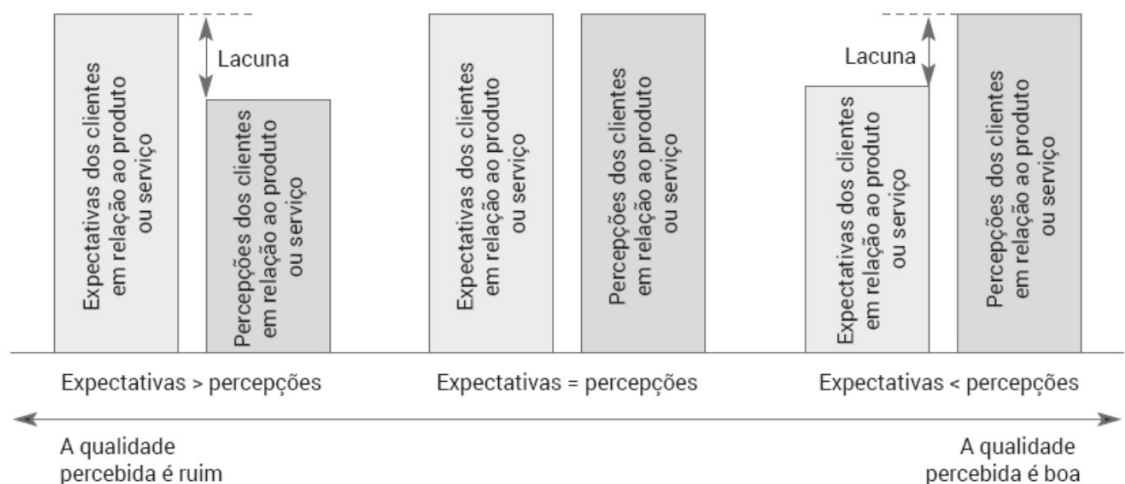 Expectativas dos clientes
em relação ao produto
ou serviço
Lacuna
Percepções dos clientes
em relação ao produto
ou serviço
Expectativas > percepções
Expectativas dos clientes
em relação ao produto
ou serviço
Percepções dos clientes
em relação ao produto
ou serviço
Expectativas = percepções
Expectativas dos clientes
em relação ao produto
ou serviço
Lacuna
Percepções dos clientes
em relação ao produto
ou serviço
Expectativas < percepções
A qualidade
percebida é ruim
A qualidade
percebida é boa